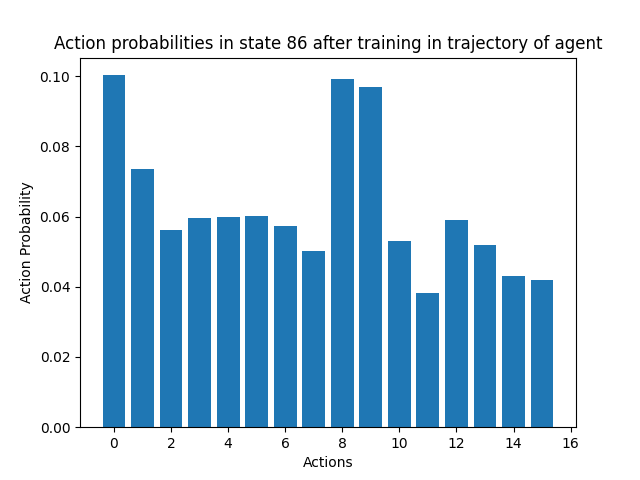 Action probabilities in state 86 after training in trajectory of agent
0.10
0.08
0.06
0.04
0.02
0.00
Action Probability
0 2 4 6 8 10 12 14 16
Actions